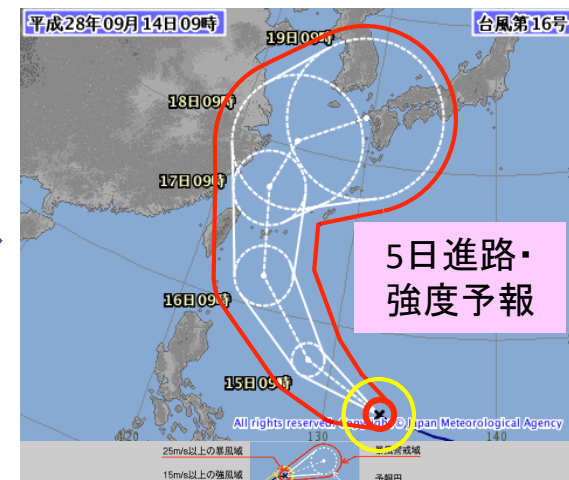 平成28年09月14日09時
台風第16号
19日09時
18日09時
17日09時
5日進路・
強度予報
16日09時
15日09時
All rights reserved. Copyright © Japan Meteorological Agency
120
130
140
25m/s以上の暴風域
暴風警戒域
15m/s以上の強風域
予報円